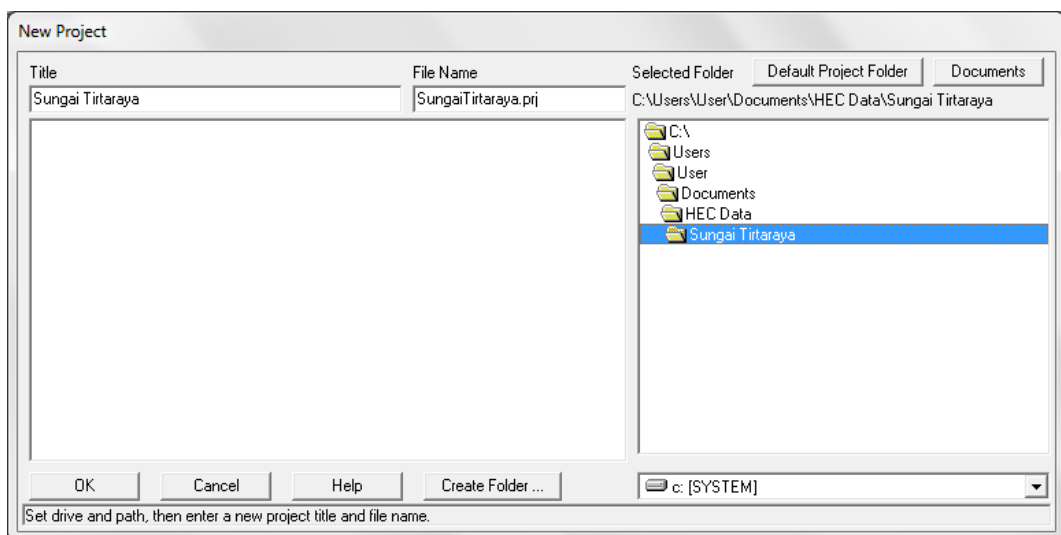 New Project
Title File Name Selected Folder Default Project Folder Documents
Sungai Tirtaraya SungaiTirtaraya.prj C:\Users\User\Documents\HEC Data\Sungai Tirtaraya
C:\
Users
User
Documents
HEC Data
Sungai Tirtaraya
OK Cancel Help Create Folder ... c: [SYSTEM]
Set drive and path, then enter a new project title and file name.